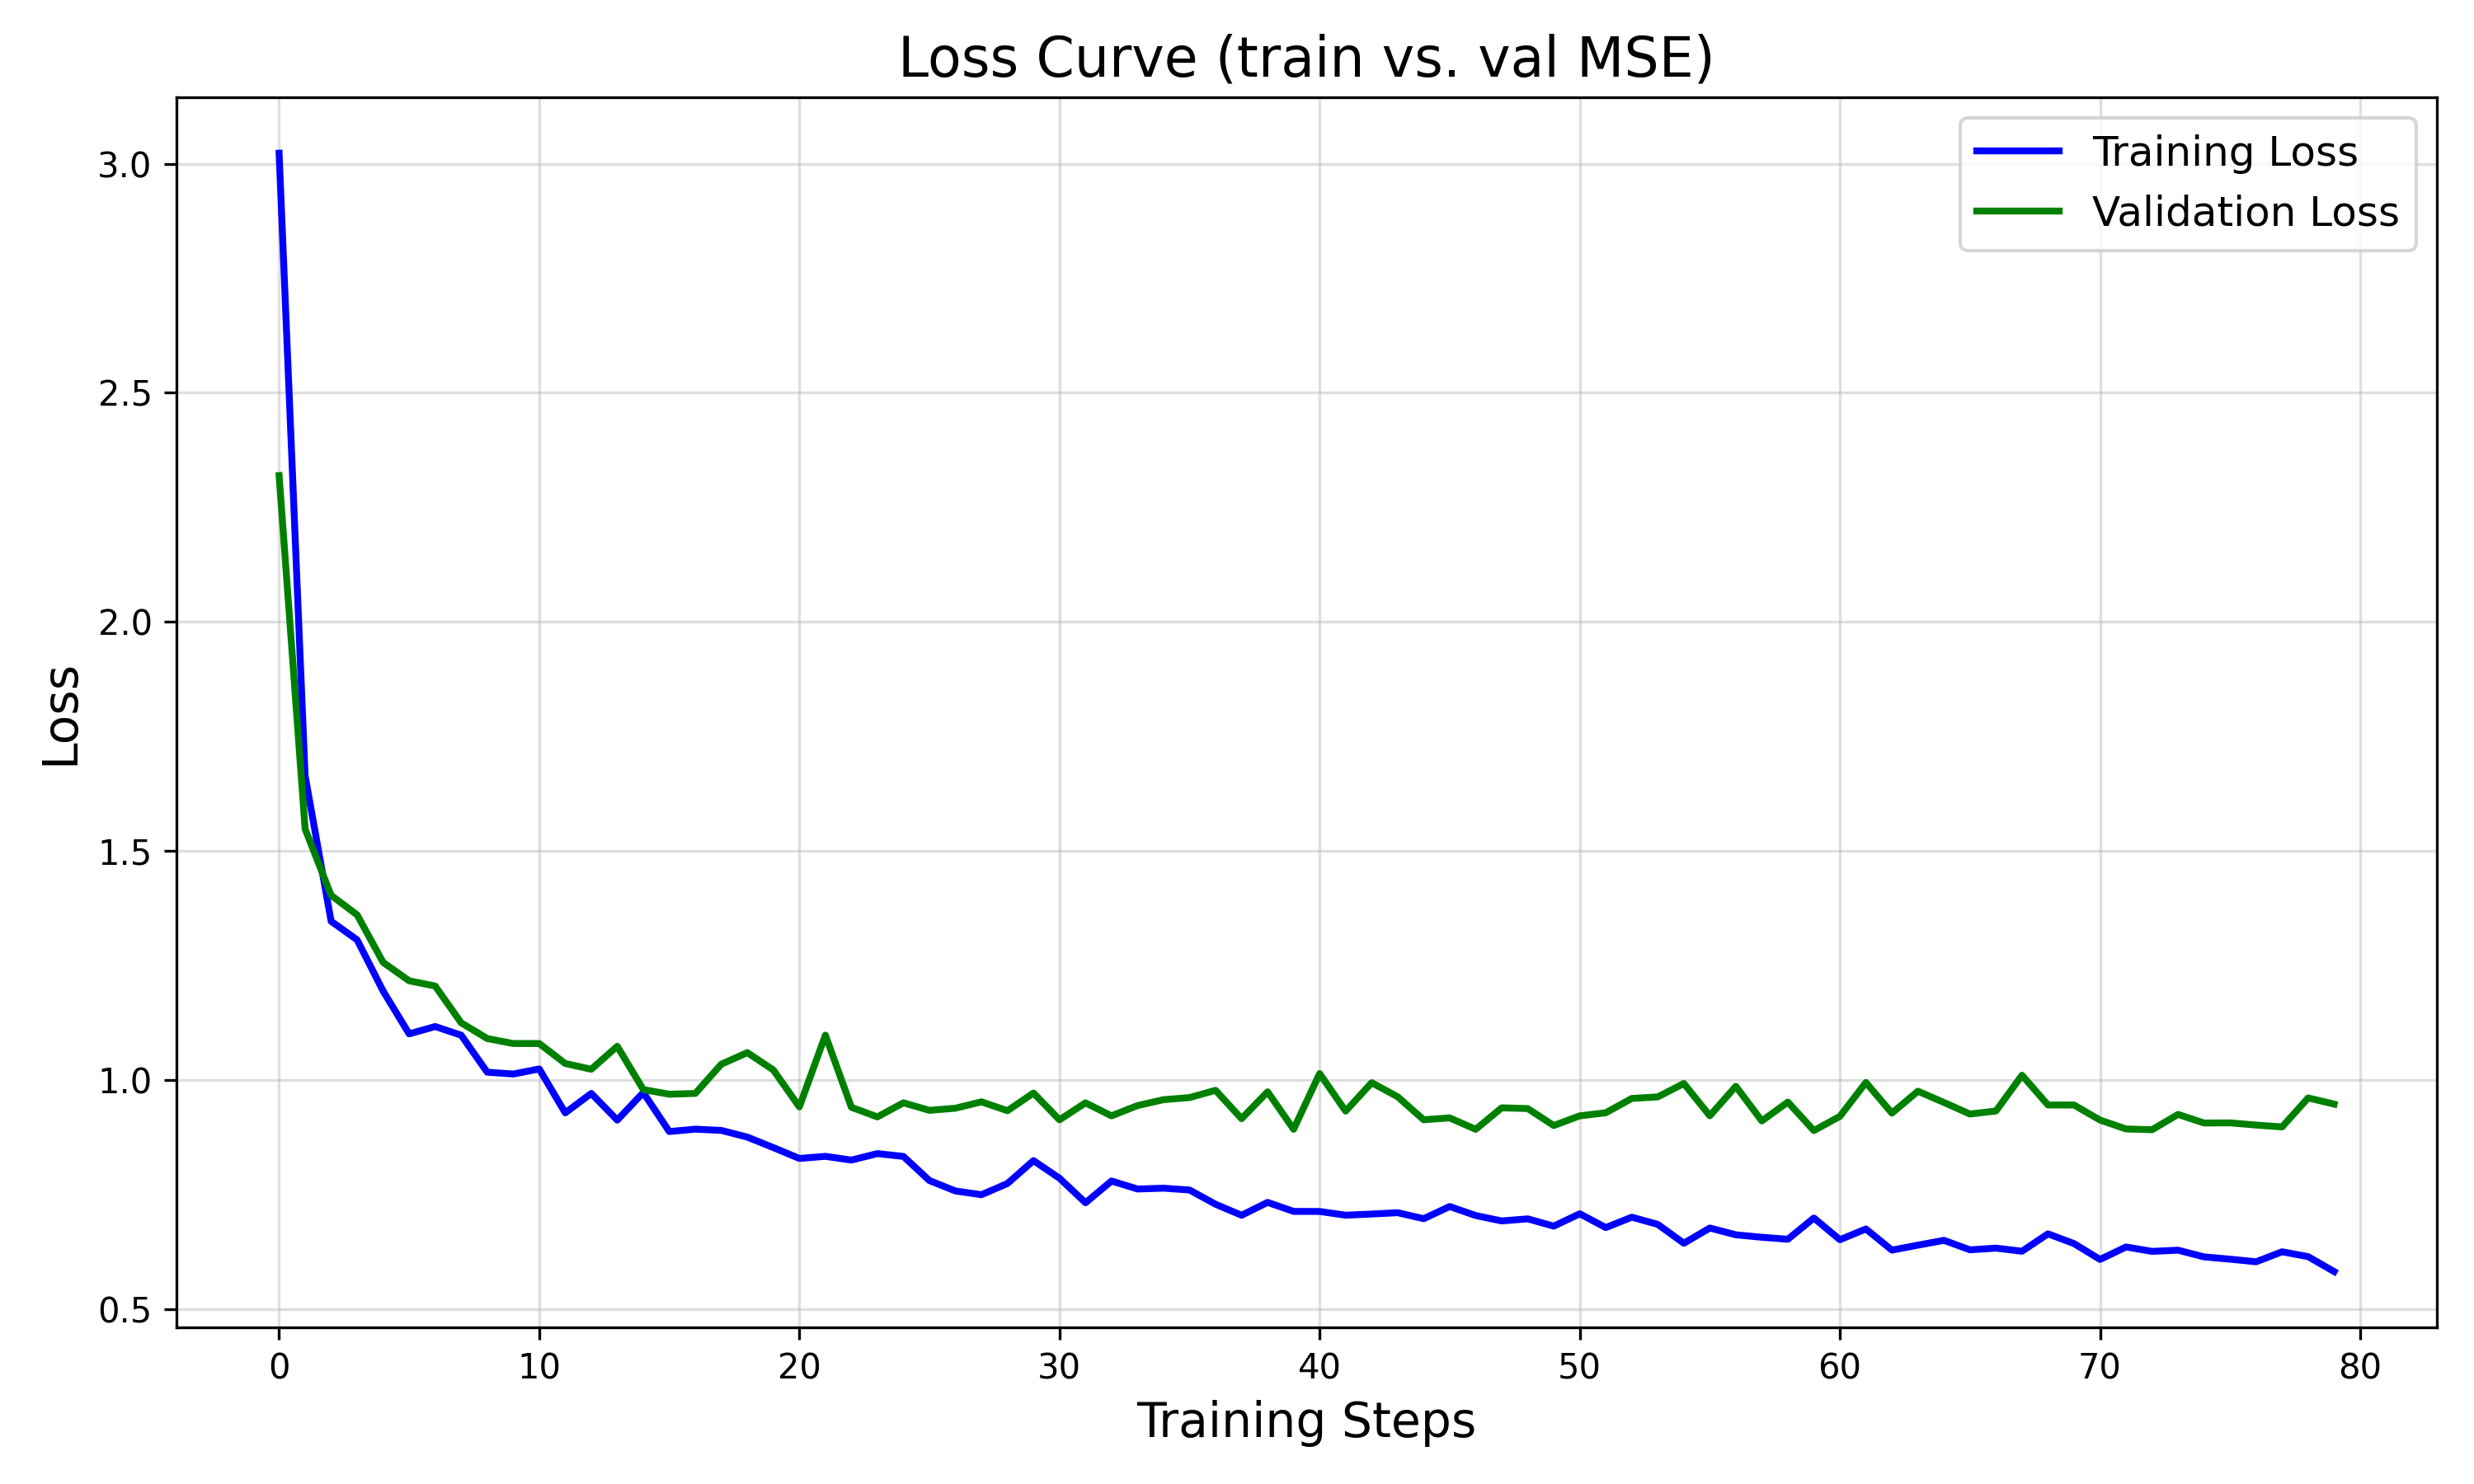 Loss Curve (train vs. val MSE)
Training Loss
Validation Loss
3.0
2.5
2.0
1.5
1.0
0.5
Loss
0 10 20 30 40 50 60 70 80
Training Steps